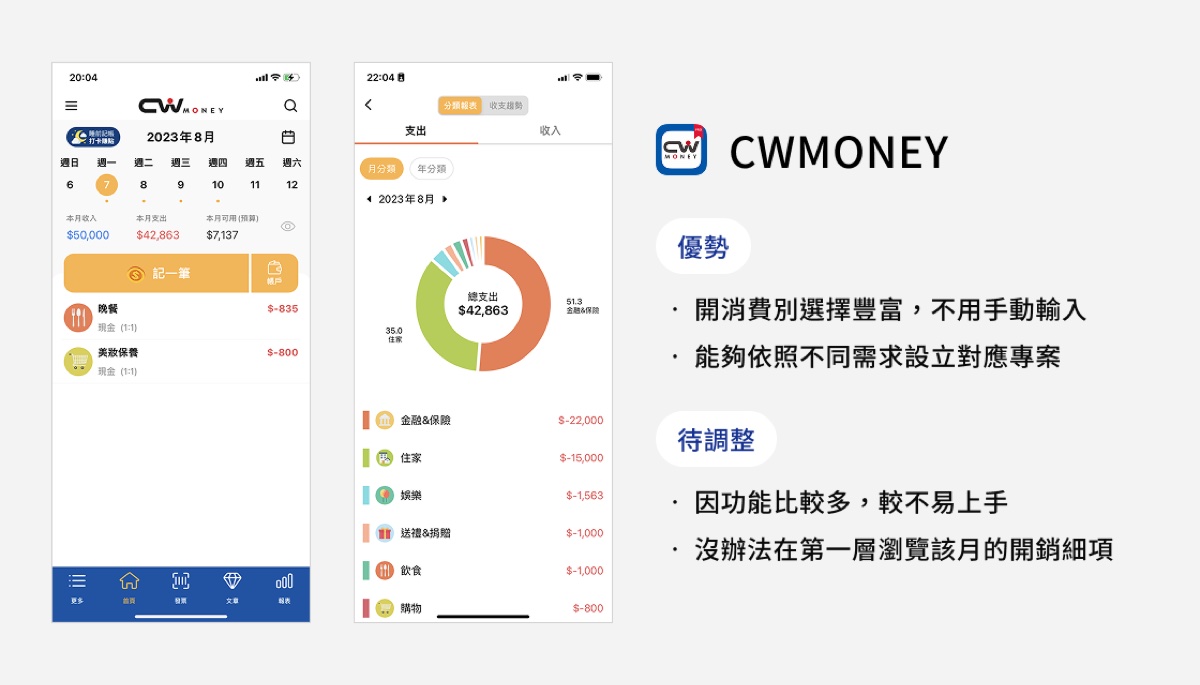 20:04
CW MONEY
睡前記帳
打卡賺點
2023年8月
週日 週一 週二 週三 週四 週五 週六
6 7 8 9 10 11 12
本月收入 本月支出 本月可用(預算)
$50,000 $42,863 $7,137
記一筆
帳戶
晚餐 $-835
現金 (1:1)
美妝保養 $-800
現金 (1:1)
更多 首頁 發票 文章 報表
22:04
分類報表 收支趨勢
支出 收入
月分類 年分類
2023年8月
總支出
$42,863
51.3
金融&保險
35.0
住家
金融&保險 $-22,000
住家 $-15,000
娛樂 $-1,563
送禮&捐贈 $-1,000
飲食 $-1,000
購物 $-800
CW MONEY
CWMONEY
優勢
· 開消費別選擇豐富，不用手動輸入
· 能夠依照不同需求設立對應專案
待調整
· 因功能比較多，較不易上手
· 沒辦法在第一層瀏覽該月的開銷細項